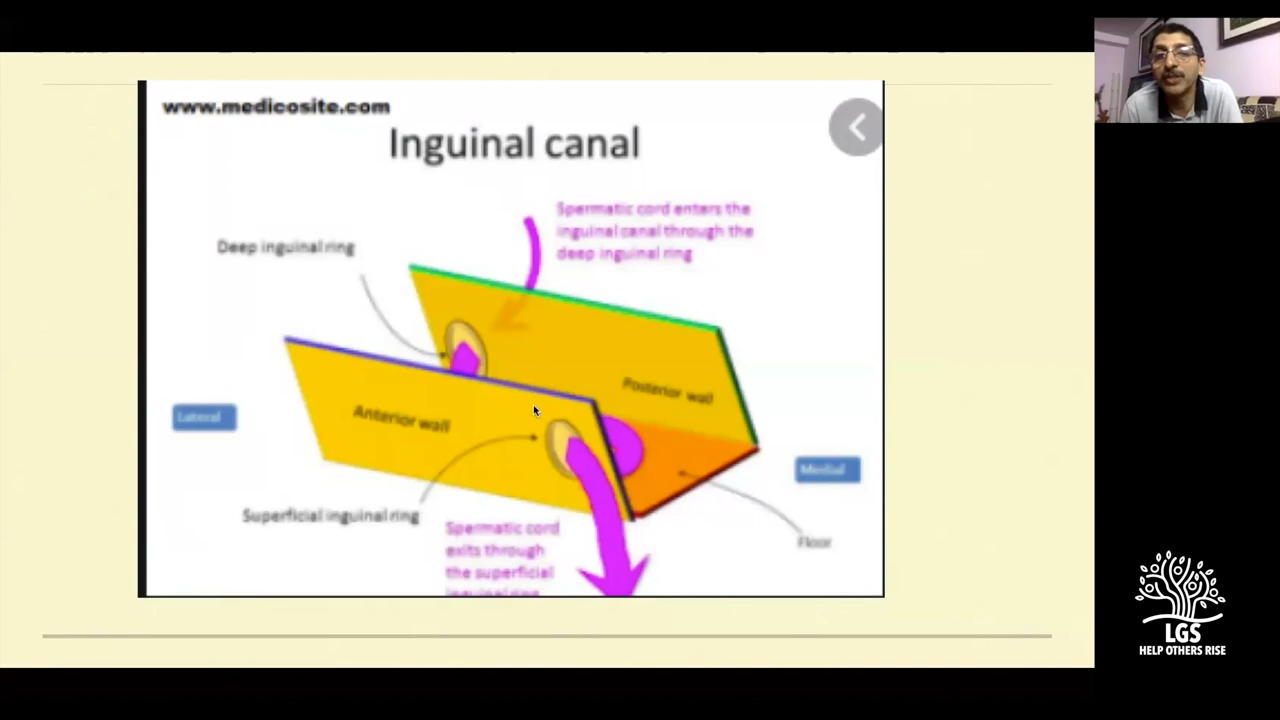 www.medicosite.com
Inguinal canal
Spermatic cord enters the
inguinal canal through the
deep inguinal ring
Deep inguinal ring
Posterior wall
Anterior wall
Lateral
Medial
Superficial inguinal ring
Spermatic cord
exits through
the superficial
inguinal ring
Floor
LGS
HELP OTHERS RISE